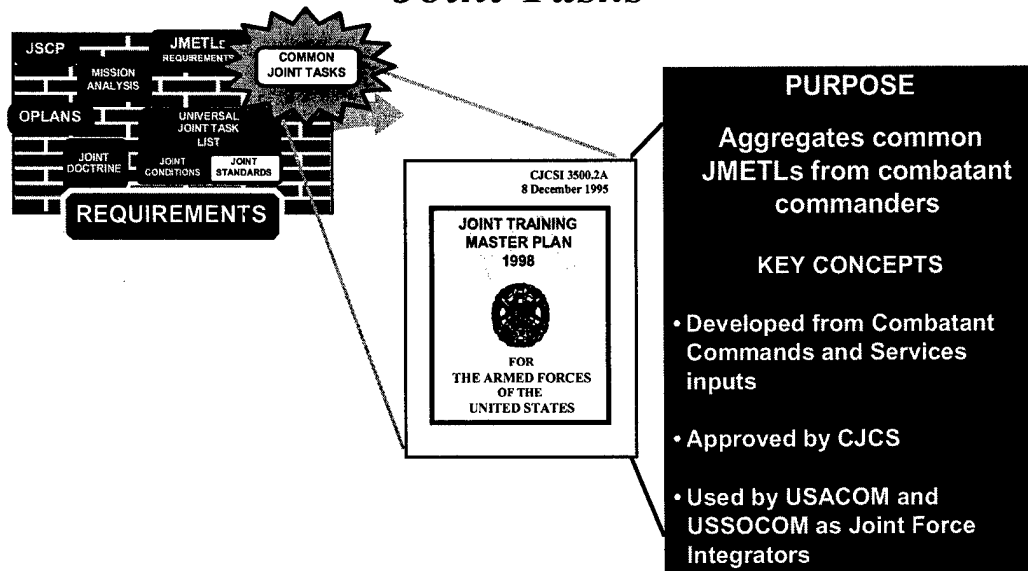 Joint Tasks
JSCP
JMETLs
REQUIREMENTS
COMMON
JOINT TASKS
MISSION
ANALYSIS
OPLANS
UNIVERSAL
JOINT TASK
LIST
JOINT
DOCTRINE
JOINT
CONDITIONS
JOINT
STANDARDS
REQUIREMENTS
CJCSI 3500.2A
8 December 1995
JOINT TRAINING
MASTER PLAN
1998
FOR
THE ARMED FORCES
OF THE
UNITED STATES
PURPOSE
Aggregates common
JMETLs from combatant
commanders
KEY CONCEPTS
• Developed from Combatant
Commands and Services
inputs
• Approved by CJCS
• Used by USACOM and
USSOCOM as Joint Force
Integrators